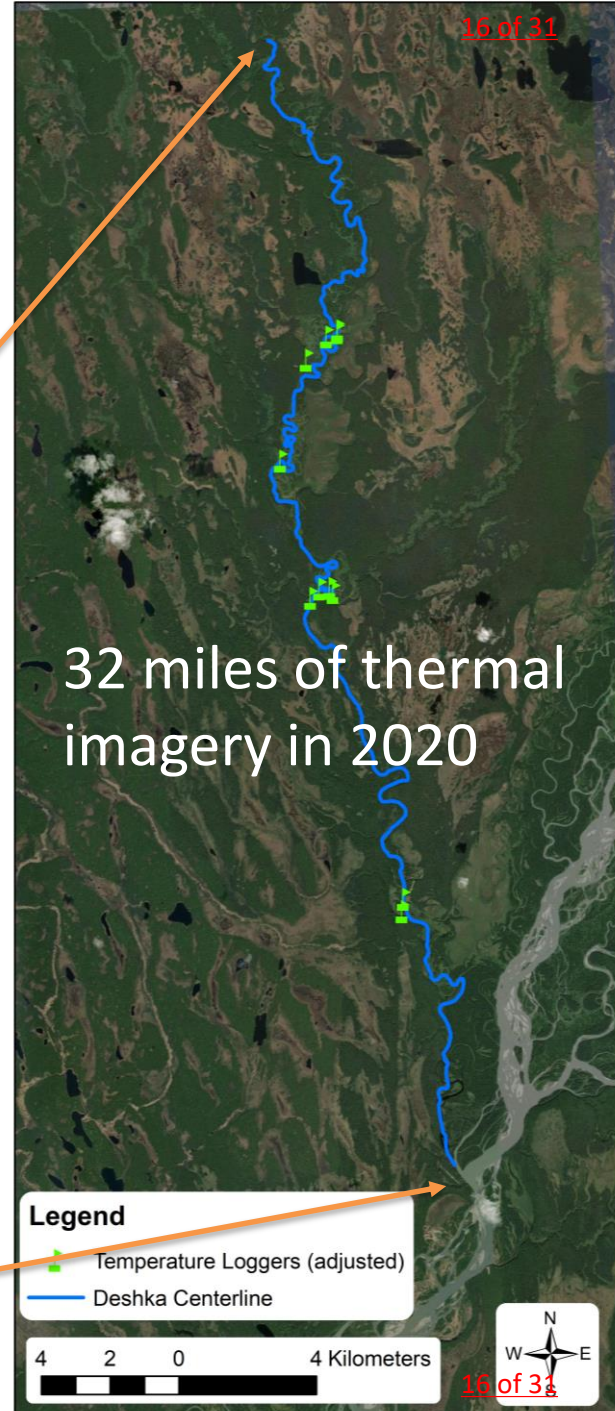 16 of 31
32 miles of thermal
imagery in 2020
Legend
Temperature Loggers (adjusted)
Deshka Centerline
4 2 0 4 Kilometers
N
W E
S
16 of 31